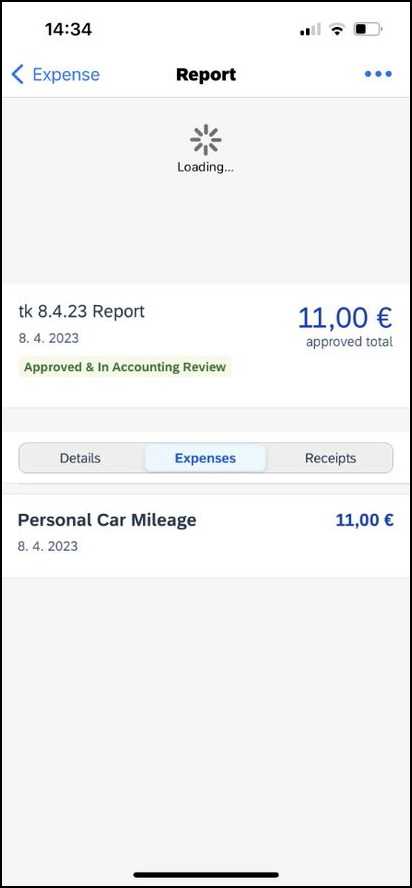 14:34
Expense
Report
Loading...
tk 8.4.23 Report
11,00 €
8. 4. 2023
approved total
Approved & In Accounting Review
Details
Expenses
Receipts
Personal Car Mileage
11,00 €
8. 4. 2023